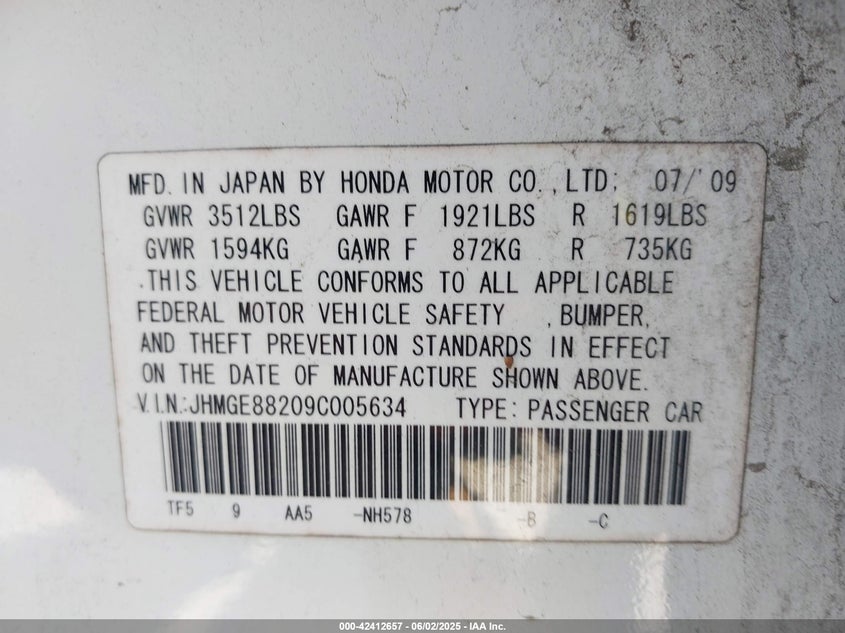 MFD. IN JAPAN BY HONDA MOTOR CO.,LTD; 07/'09
GVWR 3512LBS GAWR F 1921LBS R 1619LBS
GVWR 1594KG GAWR F 872KG R 735KG
.THIS VEHICLE CONFORMS TO ALL APPLICABLE
FEDERAL MOTOR VEHICLE SAFETY , BUMPER,
AND THEFT PREVENTION STANDARDS IN EFFECT
ON THE DATE OF MANUFACTURE SHOWN ABOVE.
V.I.N.:JHMGE88209C005634 TYPE: PASSENGER CAR
TF5 9 AA5 -NH578 -B -C
000-42412657 - 06/02/2025 - IAA Inc.